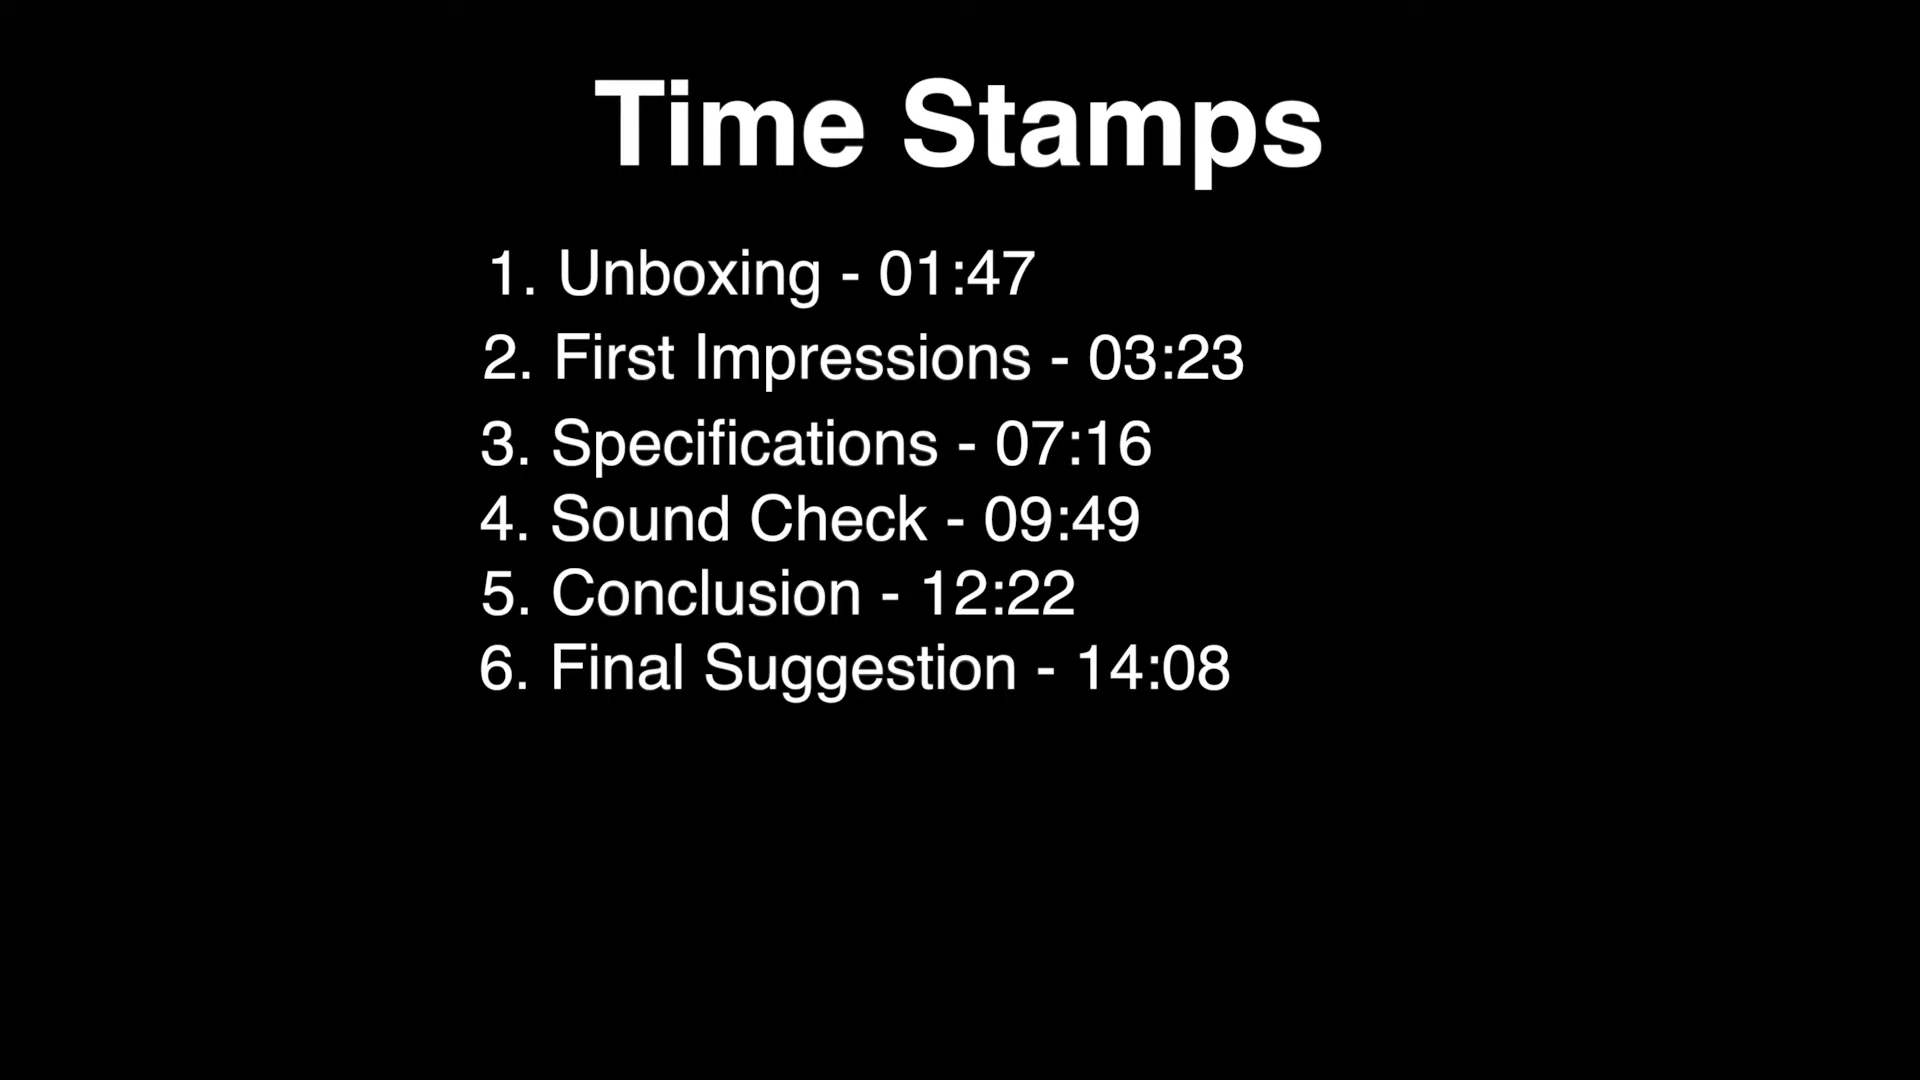 Time Stamps
1. Unboxing - 01:47
2. First Impressions - 03:23
3. Specifications - 07:16
4. Sound Check - 09:49
5. Conclusion - 12:22
6. Final Suggestion - 14:08